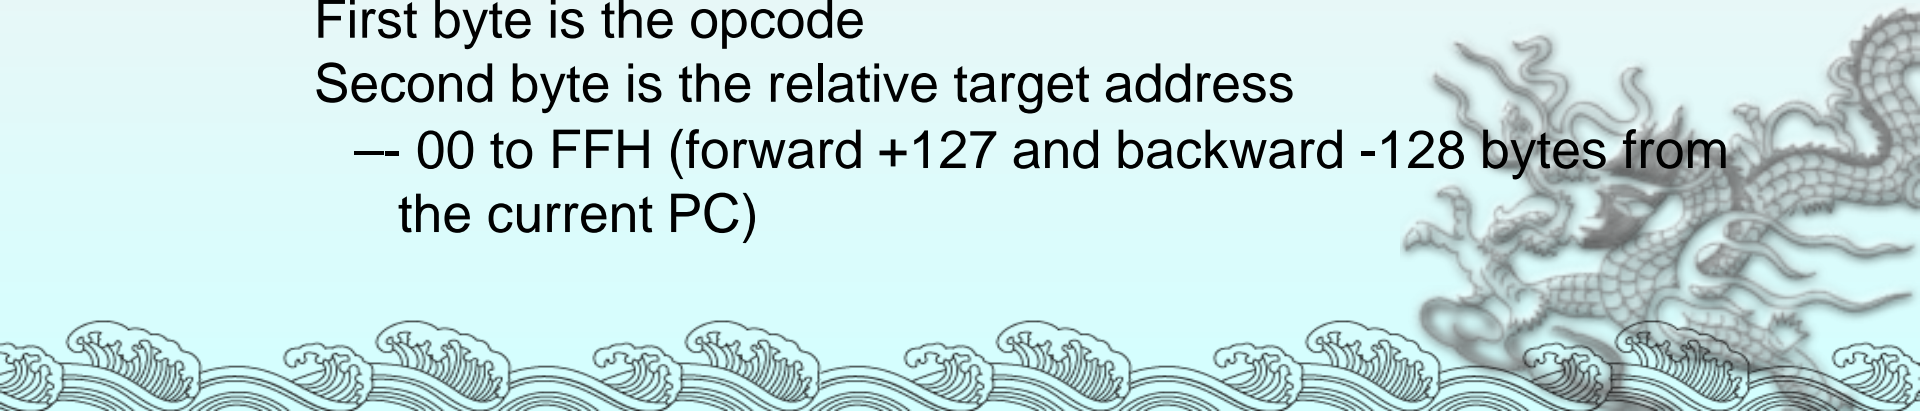 First byte is the opcode
Second byte is the relative target address
–- 00 to FFH (forward +127 and backward -128 bytes from
the current PC)